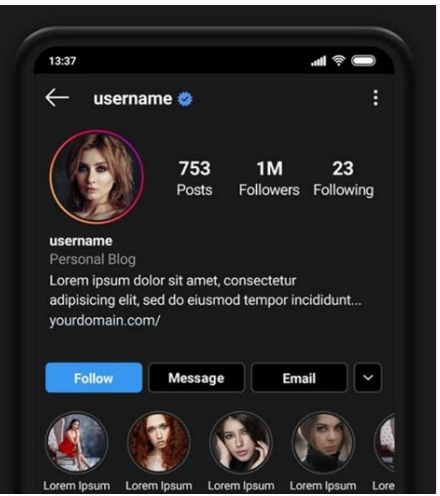 13:37
username
753 1M 23
Posts Followers Following
username
Personal Blog
Lorem ipsum dolor sit amet, consectetur
adipisicing elit, sed do eiusmod tempor incididunt...
yourdomain.com/
Follow Message Email
Lorem Ipsum Lorem Ipsum Lorem Ipsum Lorem Ipsum Lore